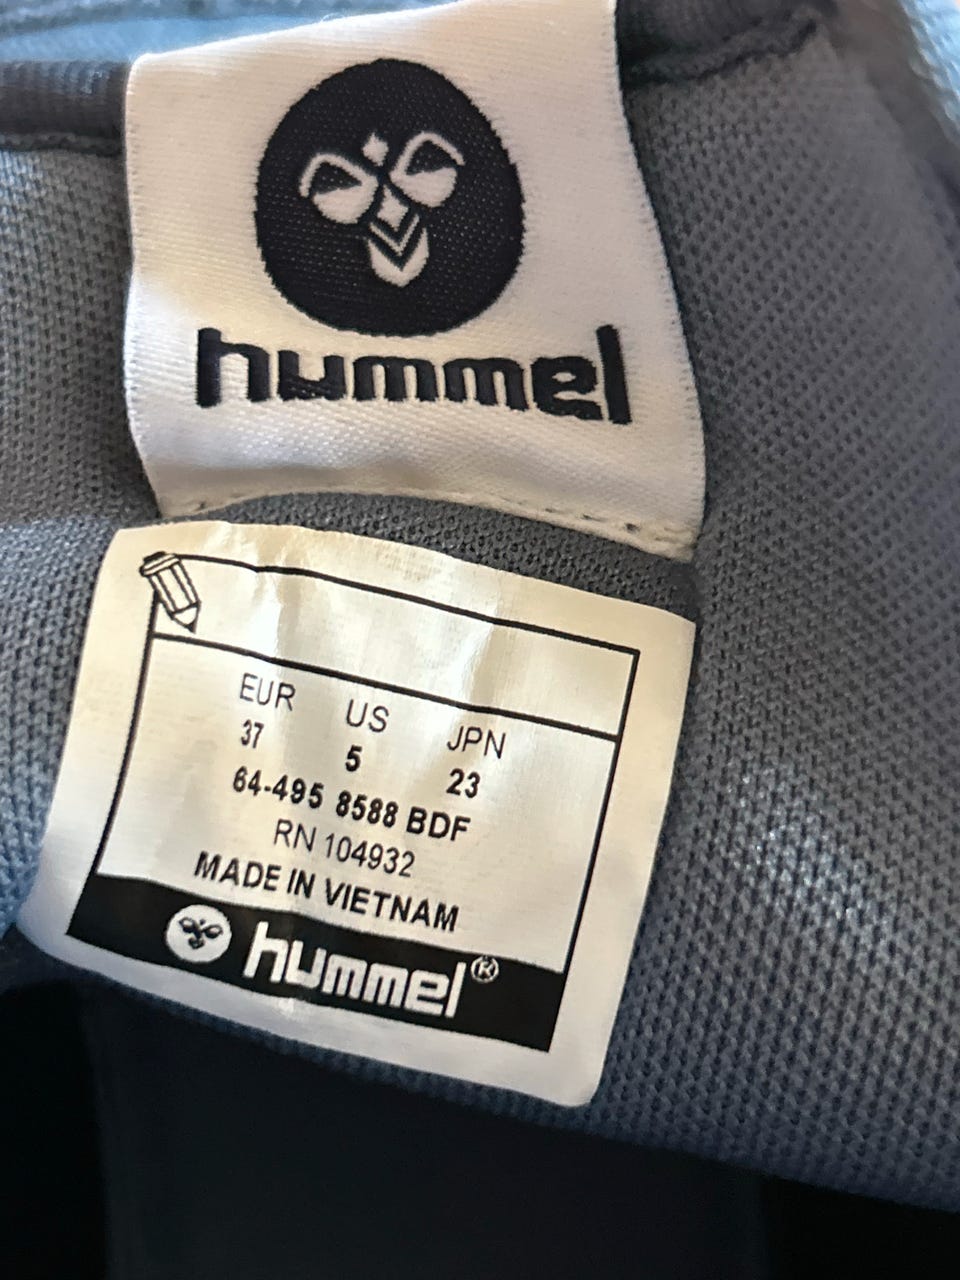 hummel
EUR US JPN
37 5 23
64-495 8588 BDF
RN 104932
MADE IN VIETNAM
hummel®